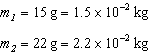 m₁ = 15 g = 1.5 × 10⁻² kg
m₂ = 22 g = 2.2 × 10⁻² kg